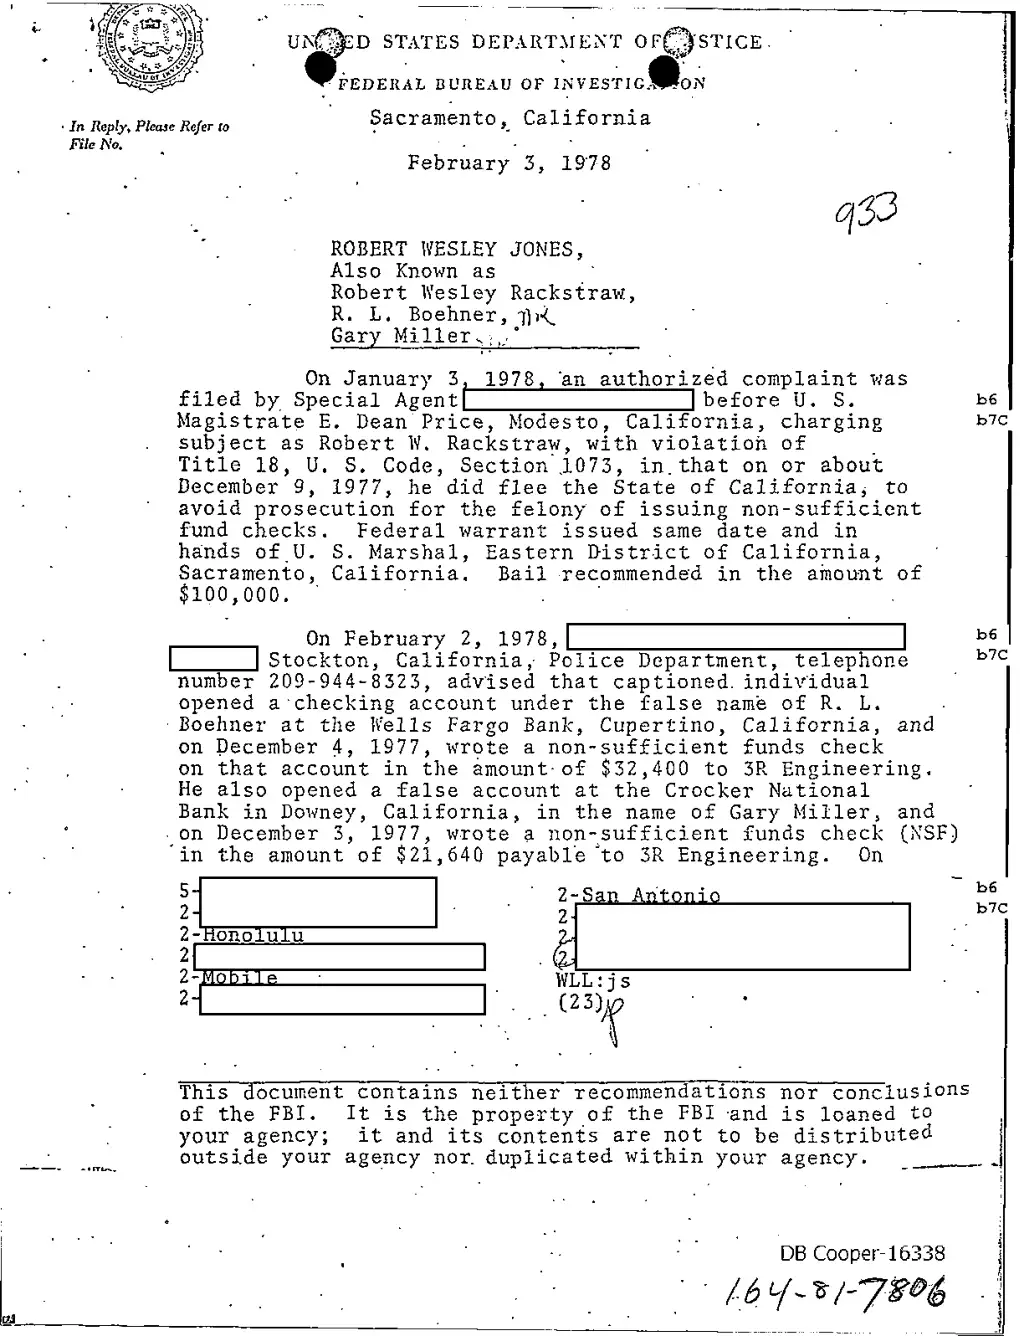 UNITED STATES DEPARTMENT OF JUSTICE
FEDERAL BUREAU OF INVESTIGATION
Sacramento, California
In Reply, Please Refer to
File No.
February 3, 1978
933
ROBERT WESLEY JONES,
Also Known as
Robert Wesley Rackstraw,
R. L. Boehner,
Gary Miller
On January 3, 1978, an authorized complaint was
filed by Special Agent before U. S.
b6
Magistrate E. Dean Price, Modesto, California, charging
b7C
subject as Robert W. Rackstraw, with violation of
Title 18, U. S. Code, Section 1073, in that on or about
December 9, 1977, he did flee the State of California, to
avoid prosecution for the felony of issuing non-sufficient
fund checks. Federal warrant issued same date and in
hands of U. S. Marshal, Eastern District of California,
Sacramento, California. Bail recommended in the amount of
$100,000.
On February 2, 1978,
b6
Stockton, California, Police Department, telephone
b7C
number 209-944-8323, advised that captioned individual
opened a checking account under the false name of R. L.
Boehner at the Wells Fargo Bank, Cupertino, California, and
on December 4, 1977, wrote a non-sufficient funds check
on that account in the amount of $32,400 to 3R Engineering.
He also opened a false account at the Crocker National
Bank in Downey, California, in the name of Gary Miller, and
on December 3, 1977, wrote a non-sufficient funds check (NSF)
in the amount of $21,640 payable to 3R Engineering. On
5-
2-
2-Honolulu
2
2-Mobile
2-
2-San Antonio
2-
2-
2
WLL:js
(23)
b6
b7C
This document contains neither recommendations nor conclusions
of the FBI. It is the property of the FBI and is loaned to
your agency; it and its contents are not to be distributed
outside your agency nor duplicated within your agency.
DB Cooper-16338
164-81-7806